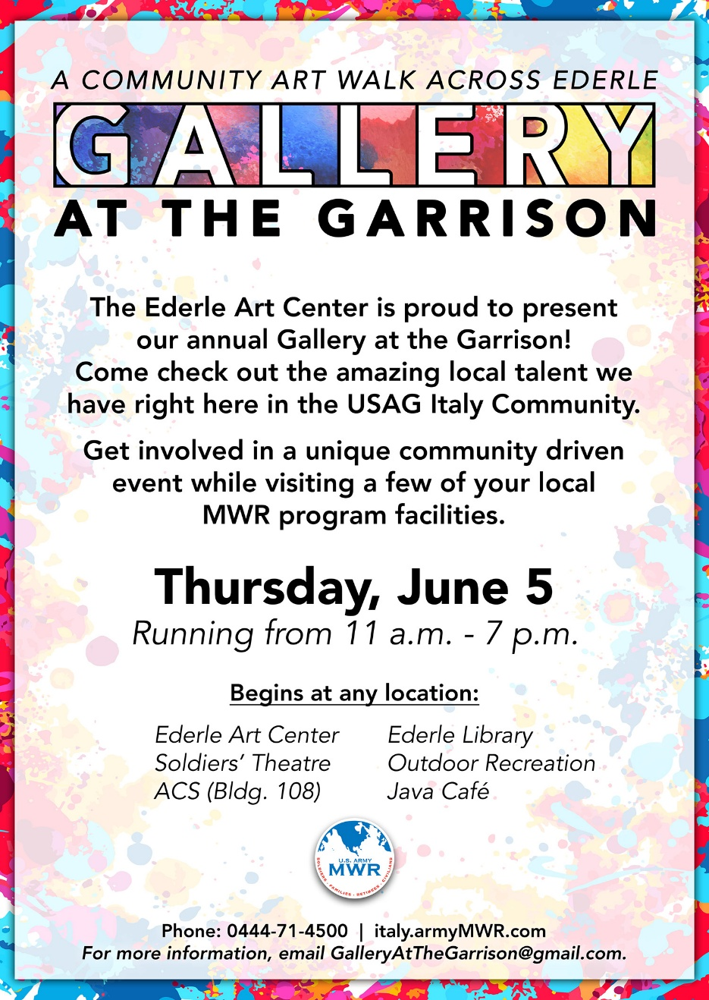 A COMMUNITY ART WALK ACROSS EDERLE
GALLERY
AT THE GARRISON
The Ederle Art Center is proud to present
our annual Gallery at the Garrison!
Come check out the amazing local talent we
have right here in the USAG Italy Community.
Get involved in a unique community driven
event while visiting a few of your local
MWR program facilities.
Thursday, June 5
Running from 11 a.m. - 7 p.m.
Begins at any location:
Ederle Art Center
Soldiers’ Theatre
ACS (Bldg. 108)
Ederle Library
Outdoor Recreation
Java Café
U.S. ARMY
MWR
SOLDIERS • FAMILIES • RETIREES • CIVILIANS
Phone: 0444-71-4500 | italy.armyMWR.com
For more information, email GalleryAtTheGarrison@gmail.com.